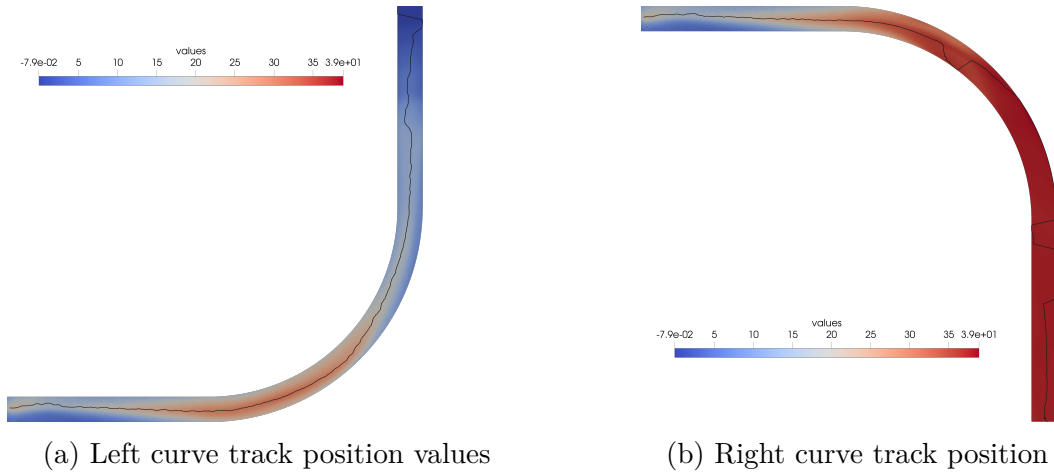 values
-7.9e-02 5 10 15 20 25 30 35 3.9e+01
(a) Left curve track position values
values
-7.9e-02 5 10 15 20 25 30 35 3.9e+01
(b) Right curve track position